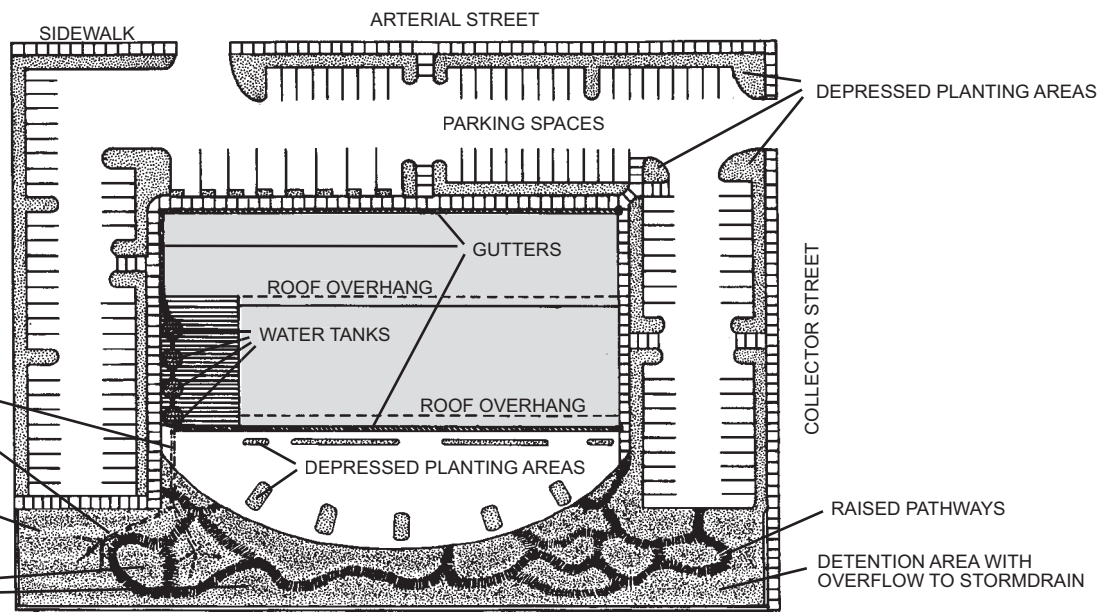 ARTERIAL STREET
SIDEWALK
DEPRESSED PLANTING AREAS
PARKING SPACES
GUTTERS
COLLECTOR STREET
ROOF OVERHANG
WATER TANKS
ROOF OVERHANG
DEPRESSED PLANTING AREAS
RAISED PATHWAYS
DETENTION AREA WITH
OVERFLOW TO STORMDRAIN